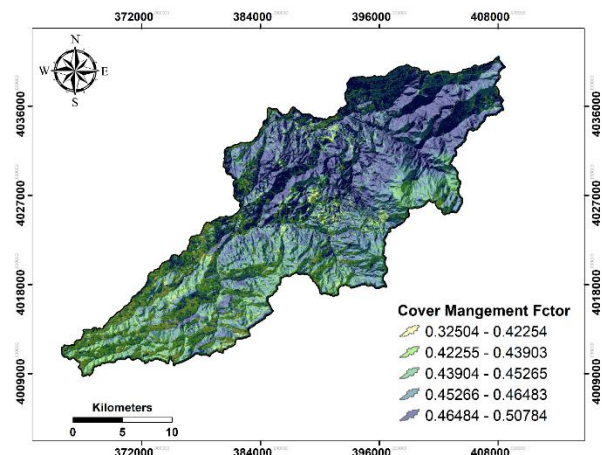 372000 384000 396000 408000
N
W E
S
4036000 4036000
4027000 4027000
4018000 4018000
4009000 4009000
Cover Mangement Fctor
0.32504 - 0.42254
0.42255 - 0.43903
0.43904 - 0.45265
0.45266 - 0.46483
0.46484 - 0.50784
Kilometers
0 5 10
372000 384000 396000 408000